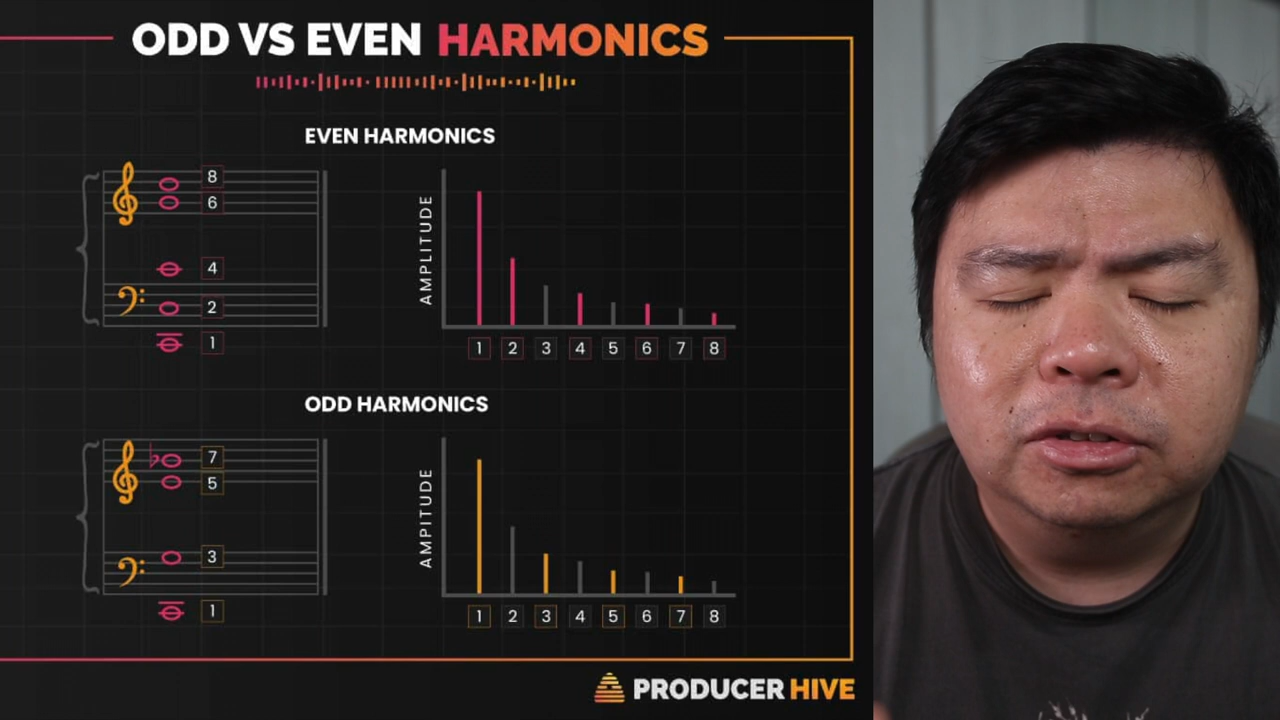 ODD VS EVEN HARMONICS
EVEN HARMONICS
8
6
4
2
1
AMPLITUDE
1 2 3 4 5 6 7 8
ODD HARMONICS
7
5
3
1
AMPITUDE
1 2 3 4 5 6 7 8
PRODUCER HIVE